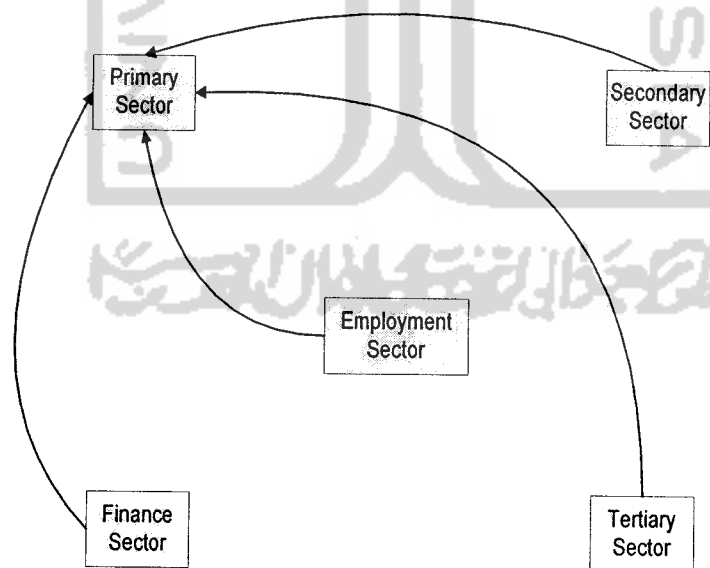 Primary
Sector
Secondary
Sector
Employment
Sector
Finance
Sector
Tertiary
Sector